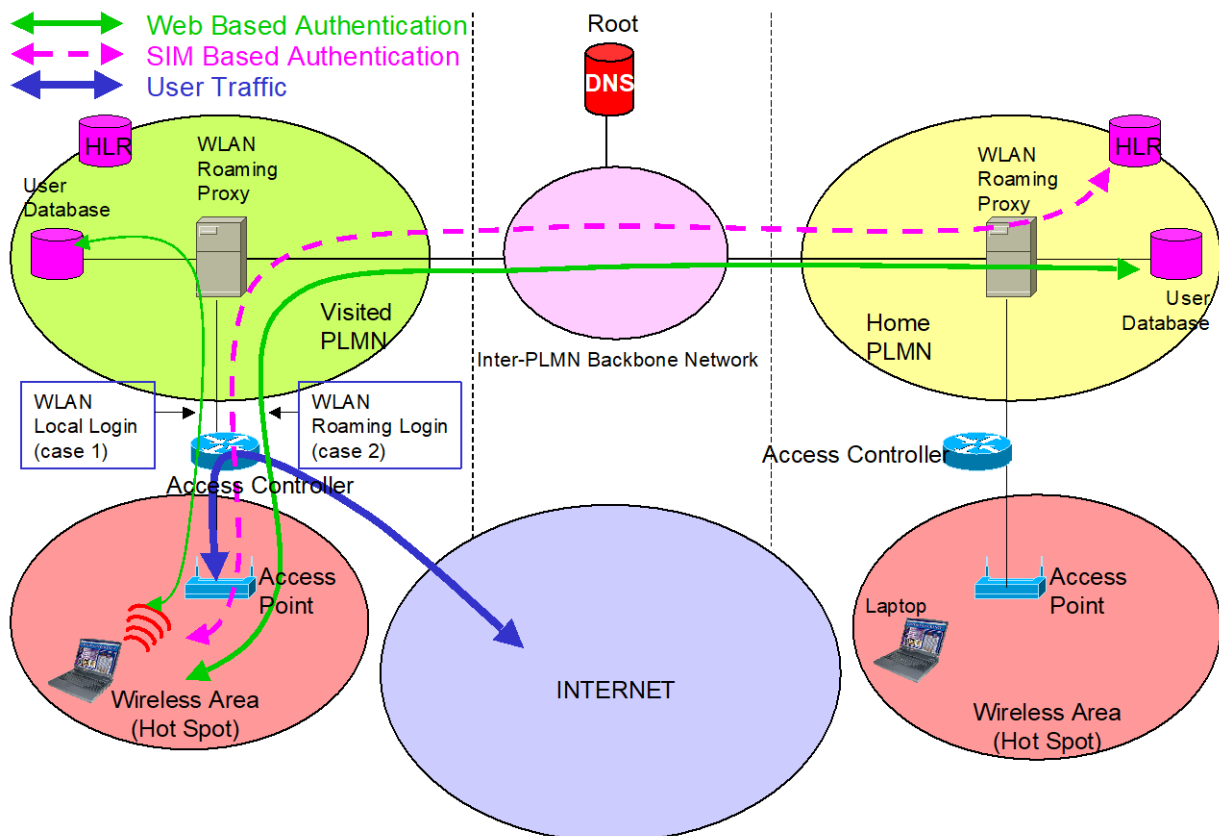 Web Based Authentication
SIM Based Authentication
User Traffic
Root
DNS
HLR
WLAN
Roaming
Proxy
User
Database
Visited
PLMN
Inter-PLMN Backbone Network
WLAN
Roaming
Proxy
HLR
Home
PLMN
User
Database
WLAN
Local Login
(case 1)
WLAN
Roaming Login
(case 2)
Access Controller
Access Controller
Access
Point
Wireless Area
(Hot Spot)
INTERNET
Laptop
Access
Point
Wireless Area
(Hot Spot)